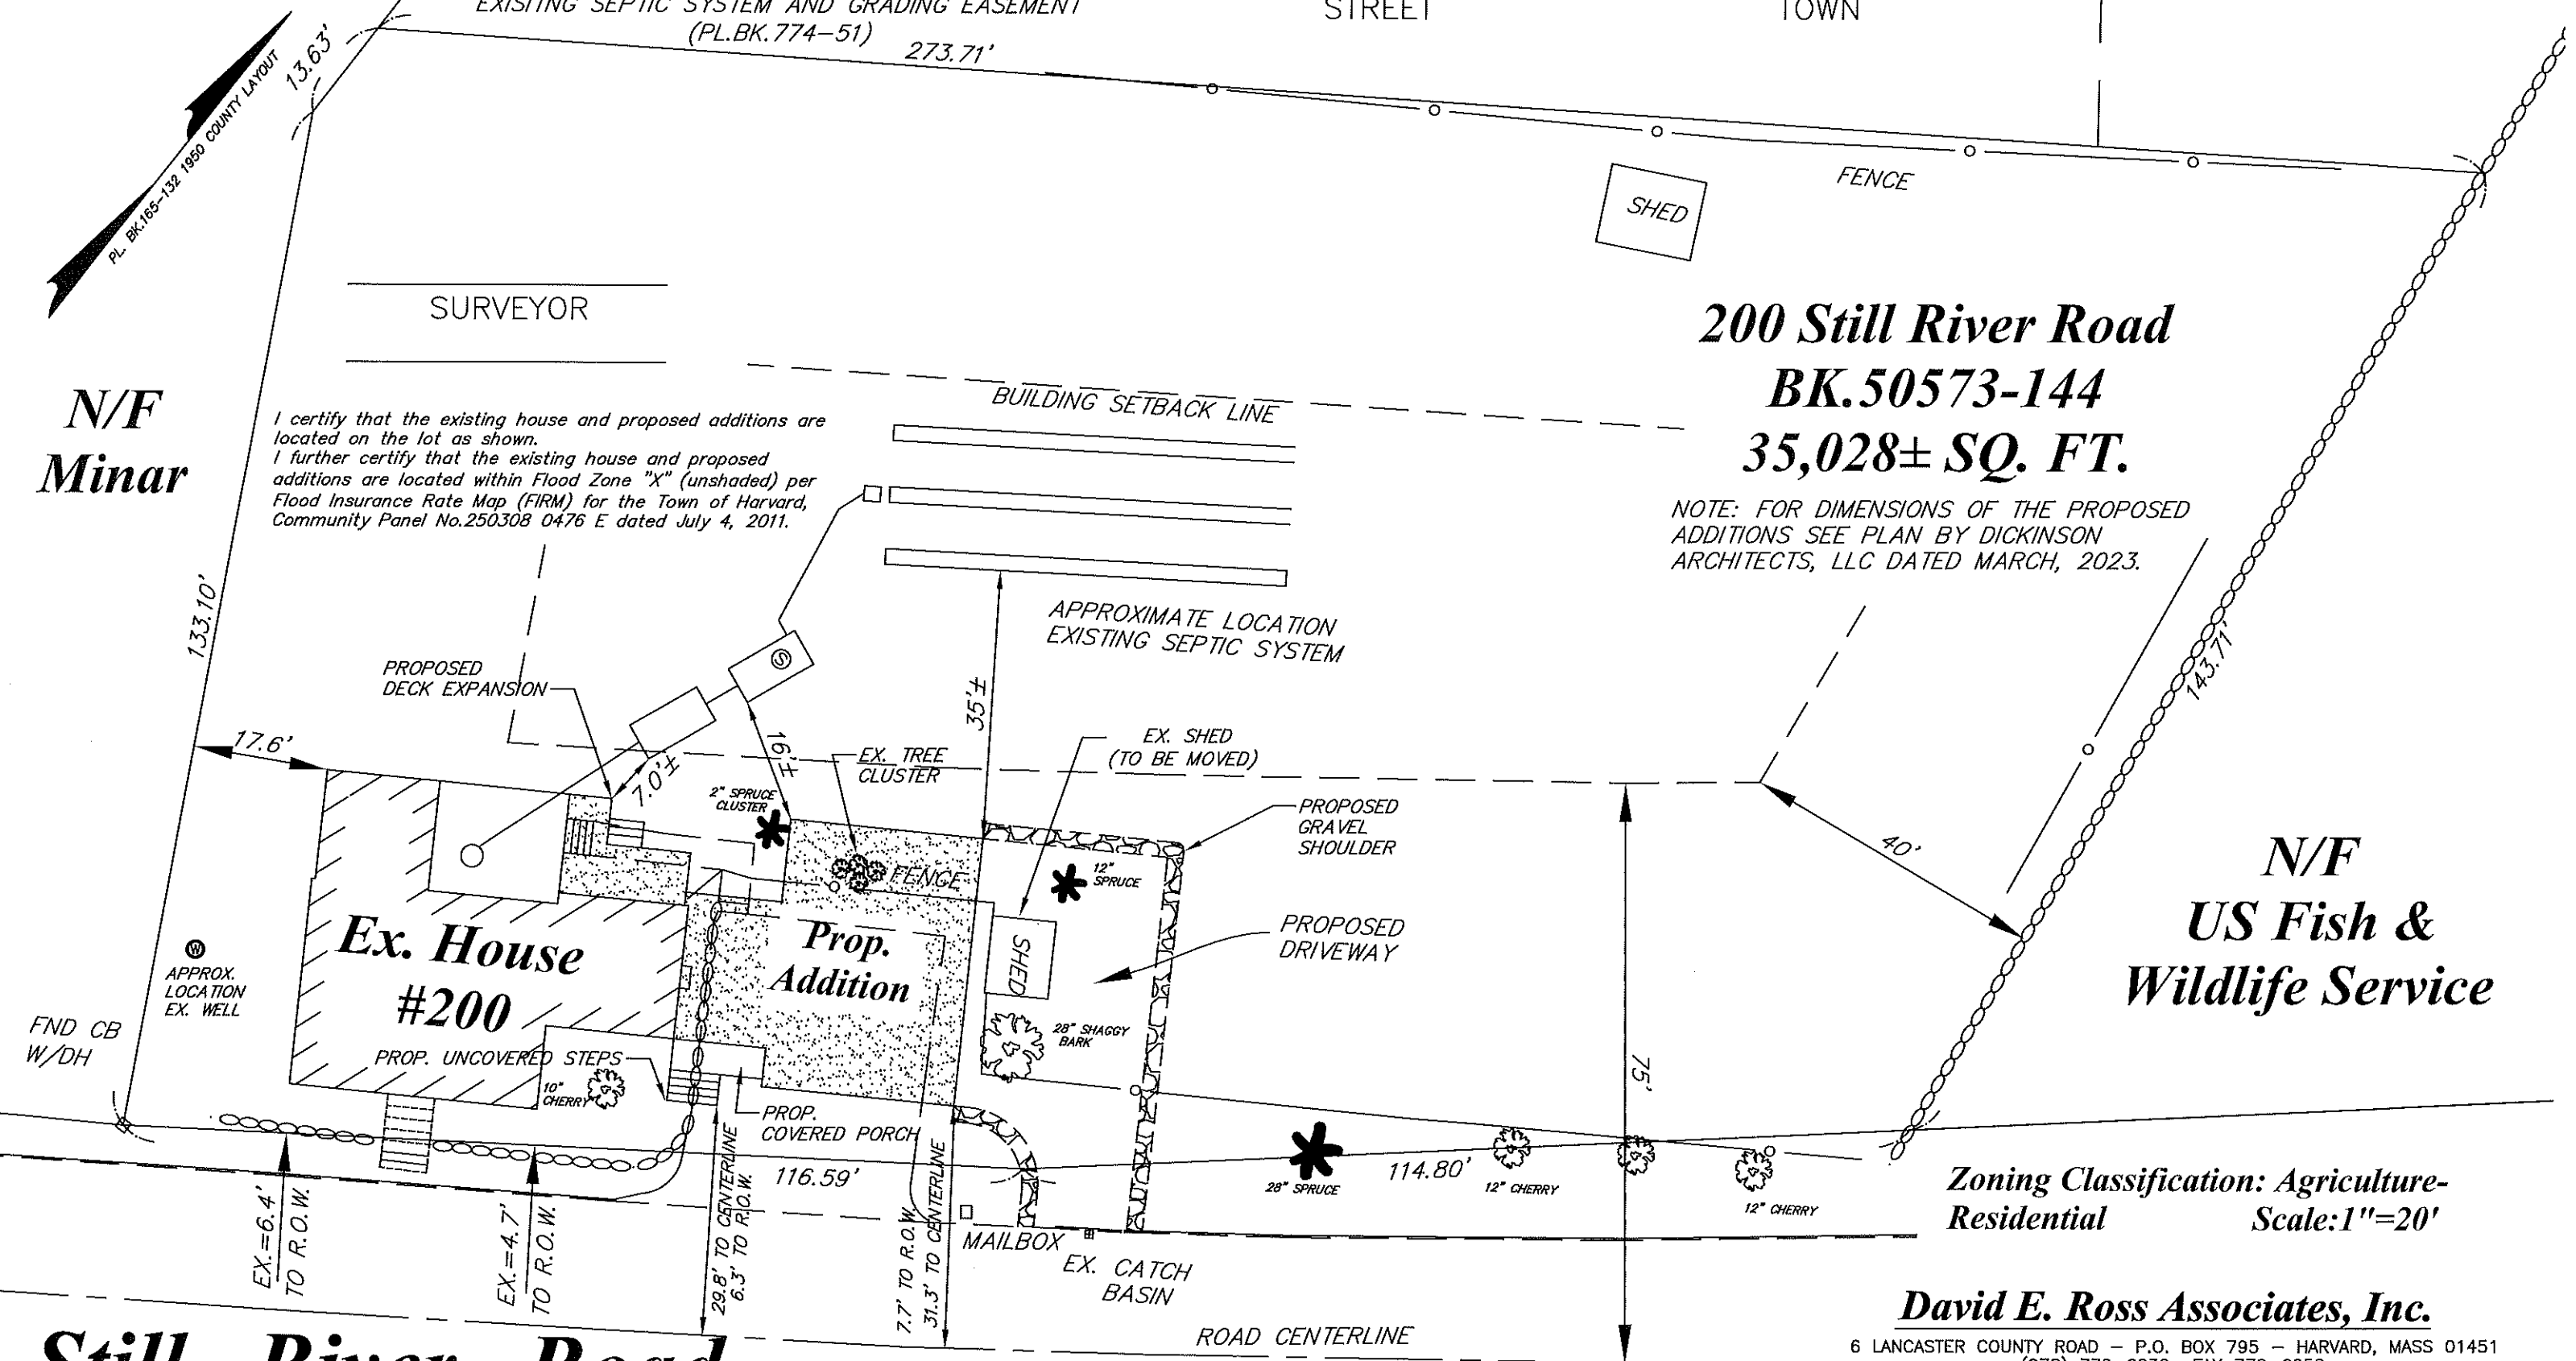 EXISITNG SEPTIC SYSTEM AND GRADING EASEMENT
(PL.BK.774-51)
STREET
TOWN
13.63'
273.71'
PL. BK.165-132 1950 COUNTY LAYOUT
FENCE
SHED
SURVEYOR
200 Still River Road
BK.50573-144
35,028± SQ. FT.
NOTE: FOR DIMENSIONS OF THE PROPOSED
ADDITIONS SEE PLAN BY DICKINSON
ARCHITECTS, LLC DATED MARCH, 2023.
N/F
Minar
BUILDING SETBACK LINE
I certify that the existing house and proposed additions are
located on the lot as shown.
I further certify that the existing house and proposed
additions are located within Flood Zone "X" (unshaded) per
Flood Insurance Rate Map (FIRM) for the Town of Harvard,
Community Panel No.250308 0476 E dated July 4, 2011.
133.10'
APPROXIMATE LOCATION
EXISTING SEPTIC SYSTEM
143.71'
S
PROPOSED
DECK EXPANSION
35'±
17.6'
7.0'±
16'±
EX. TREE
CLUSTER
EX. SHED
(TO BE MOVED)
2" SPRUCE
CLUSTER
PROPOSED
GRAVEL
SHOULDER
40'
FENCE
12"
SPRUCE
N/F
US Fish &
Wildlife Service
Ex. House
#200
Prop.
Addition
SHED
PROPOSED
DRIVEWAY
W
APPROX.
LOCATION
EX. WELL
FND CB
W/DH
28" SHAGGY
BARK
75'
PROP. UNCOVERED STEPS
10"
CHERRY
PROP.
COVERED PORCH
116.59'
114.80'
28" SPRUCE
12" CHERRY
12" CHERRY
EX.=6.4'
TO R.O.W.
EX.=4.7'
TO R.O.W.
29.8' TO CENTERLINE
6.3' TO R.O.W.
7.7' TO R.O.W.
31.3' TO CENTERLINE
MAILBOX
EX. CATCH
BASIN
Zoning Classification: Agriculture-
Residential Scale:1"=20'
ROAD CENTERLINE
Still River Road
David E. Ross Associates, Inc.
6 LANCASTER COUNTY ROAD - P.O. BOX 795 - HARVARD, MASS 01451